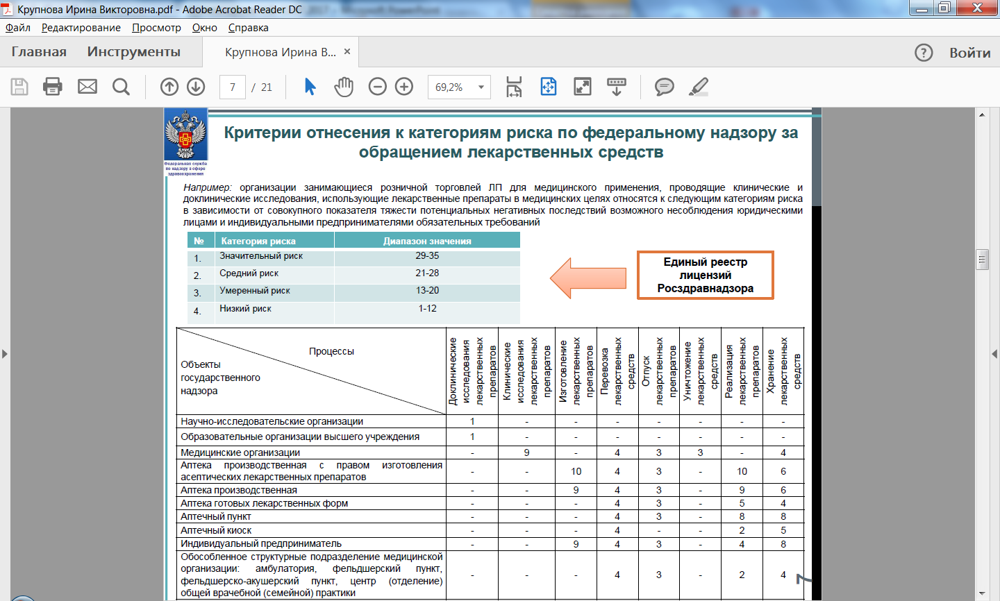 Крупнова Ирина Викторовна.pdf - Adobe Acrobat Reader DC
Файл Редактирование Просмотр Окно Справка
Главная Инструменты Крупнова Ирина В... × ? Войти
7 / 21 69,2%
Федеральная служба
по надзору в сфере
здравоохранения
Критерии отнесения к категориям риска по федеральному надзору за
обращением лекарственных средств
Например: организации занимающиеся розничной торговлей ЛП для медицинского применения, проводящие клинические и
доклинические исследования, использующие лекарственные препараты в медицинских целях относятся к следующим категориям риска
в зависимости от совокупного показателя тяжести потенциальных негативных последствий возможного несоблюдения юридическими
лицами и индивидуальными предпринимателями обязательных требований
№ Категория риска Диапазон значения
1. Значительный риск 29-35
2. Средний риск 21-28
3. Умеренный риск 13-20
4. Низкий риск 1-12
Единый реестр
лицензий
Росздравнадзора
Процессы
Объекты
государственного
надзора
Доклинические
исследования
лекарственных
препаратов
Клинические
исследования
лекарственных
препаратов
Изготовление
лекарственных
препаратов
Перевозка
лекарственных
средств
Отпуск
лекарственных
препаратов
Уничтожение
лекарственных
средств
Реализация
лекарственных
препаратов
Хранение
лекарственных
средств
Научно-исследовательские организации 1 - - - - - - -
Образовательные организации высшего учреждения 1 - - - - - - -
Медицинские организации - 9 - 4 3 3 - 4
Аптека производственная с правом изготовления
асептических лекарственных препаратов - - 10 4 3 - 10 6
Аптека производственная - - 9 4 3 - 9 6
Аптека готовых лекарственных форм - - - 4 3 - 5 4
Аптечный пункт - - - 4 3 - 8 8
Аптечный киоск - - - 4 - - 2 5
Индивидуальный предприниматель - - 9 4 3 - 4 8
Обособленное структурные подразделение медицинской
организации: амбулатория, фельдшерский пункт,
фельдшерско-акушерский пункт, центр (отделение)
общей врачебной (семейной) практики - - - 4 3 - 2 4
7